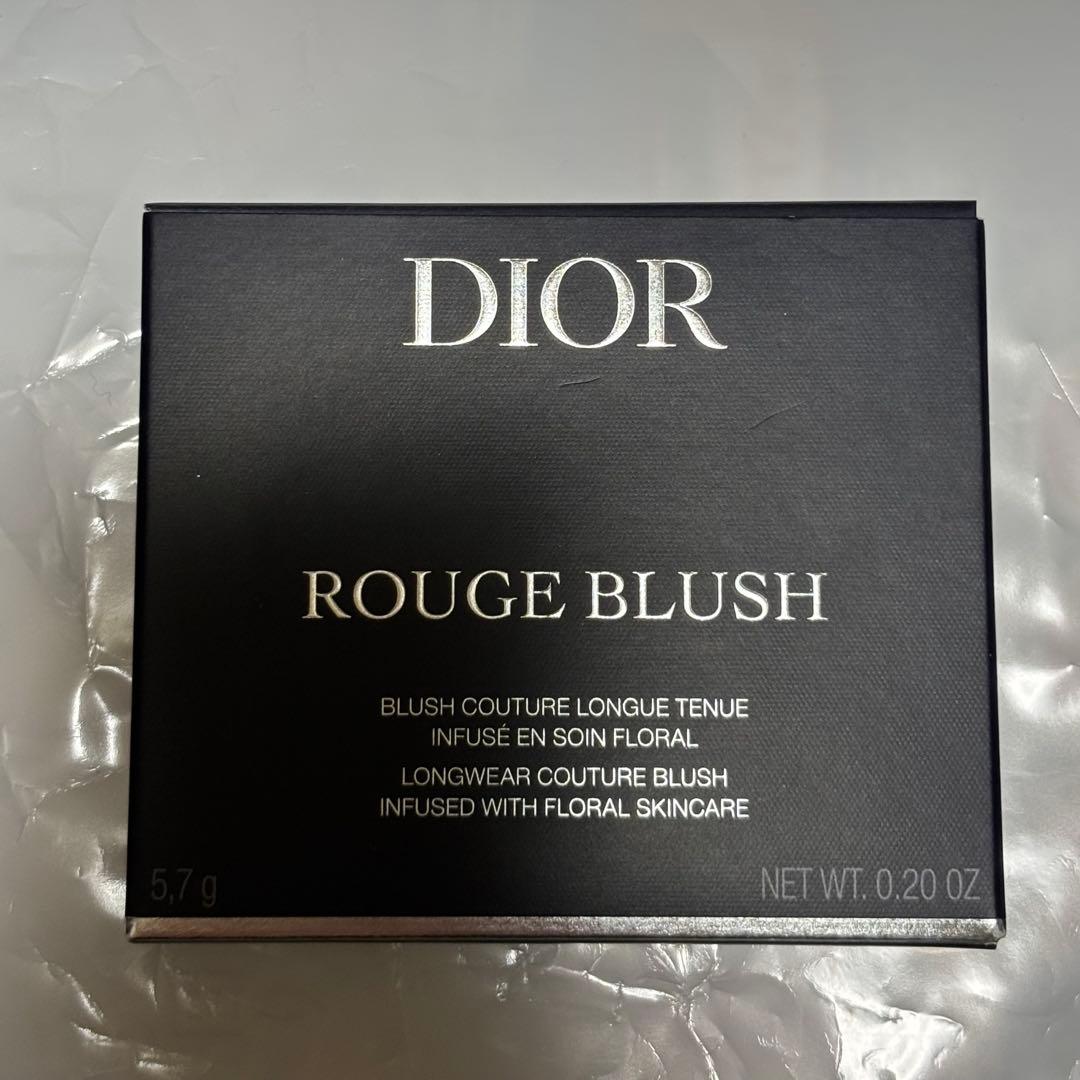 DIOR
ROUGE BLUSH
BLUSH COUTURE LONGUE TENUE
INFUSÉ EN SOIN FLORAL
LONGWEAR COUTURE BLUSH
INFUSED WITH FLORAL SKINCARE
5,7 g NET WT. 0.20 OZ